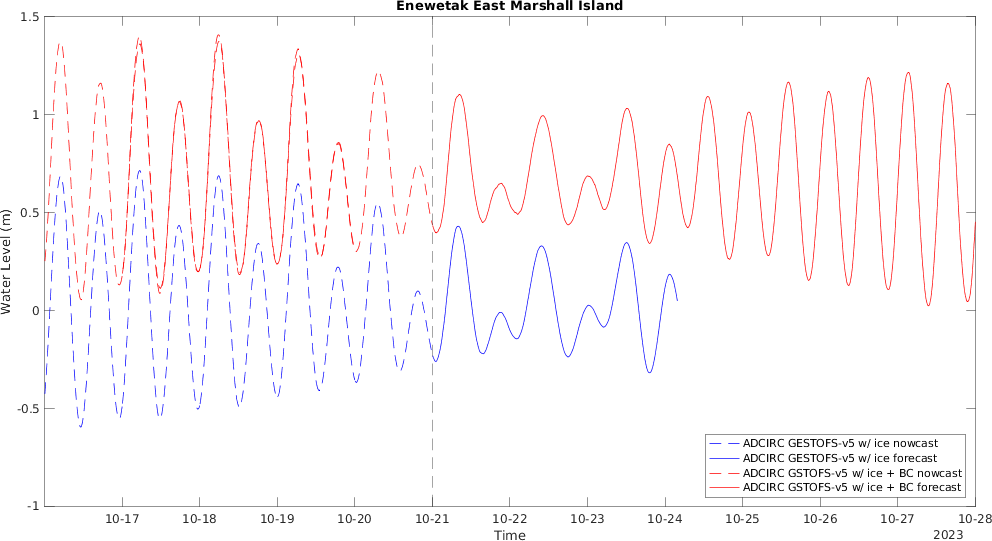 Enewetak East Marshall Island
1.5
1
0.5
0
-0.5
-1
Water Level (m)
10-17 10-18 10-19 10-20 10-21 10-22 10-23 10-24 10-25 10-26 10-27 10-28
Time
2023
ADCIRC GESTOFS-v5 w/ ice nowcast
ADCIRC GESTOFS-v5 w/ ice forecast
ADCIRC GSTOFS-v5 w/ ice + BC nowcast
ADCIRC GSTOFS-v5 w/ ice + BC forecast